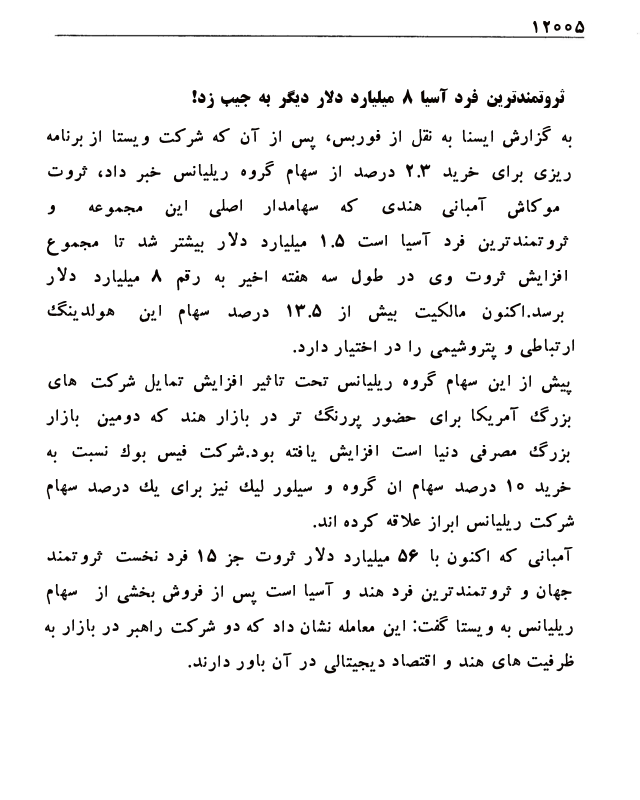 ۱۲۰۰۵
ثروتمندترین فرد آسیا ۸ میلیارد دلار دیگر به جیب زد!
به گزارش ایسنا به نقل از فوربس، پس از آن که شرکت ویستا از برنامه
ریزی برای خرید ۲.۳ درصد از سهام گروه ریلیانس خبر داد، ثروت
موکاش آمبانی هندی که سهامدار اصلی این مجموعه و
ثروتمندترین فرد آسیا است ۱.۵ میلیارد دلار بیشتر شد تا مجموع
افزایش ثروت وی در طول سه هفته اخیر به رقم ۸ میلیارد دلار
برسد.اکنون مالکیت بیش از ۱۳.۵ درصد سهام این هولدینگ
ارتباطی و پتروشیمی را در اختیار دارد.
پیش از این سهام گروه ریلیانس تحت تاثیر افزایش تمایل شرکت های
بزرگ آمریکا برای حضور پررنگ تر در بازار هند که دومین بازار
بزرگ مصرفی دنیا است افزایش یافته بود.شرکت فیس بوک نسبت به
خرید ۱۰ درصد سهام ان گروه و سیلور لیک نیز برای یک درصد سهام
شرکت ریلیانس ابراز علاقه کرده اند.
آمبانی که اکنون با ۵۶ میلیارد دلار ثروت جز ۱۵ فرد نخست ثروتمند
جهان و ثروتمندترین فرد هند و آسیا است پس از فروش بخشی از سهام
ریلیانس به ویستا گفت: این معامله نشان داد که دو شرکت راهبر در بازار به
ظرفیت های هند و اقتصاد دیجیتالی در آن باور دارند.